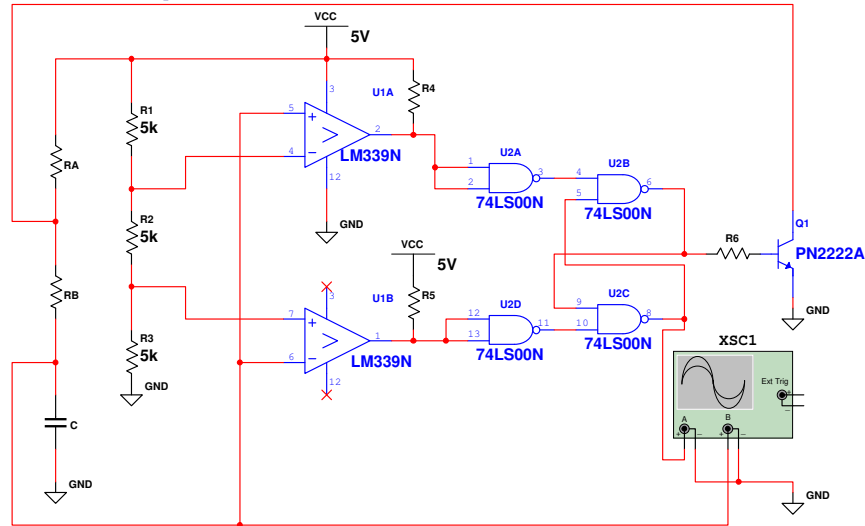 VCC
5V
R1
5k
RA
R2
5k
RB
R3
5k
GND
C
GND
U1A
5
4
+
−
3
12
2
LM339N
GND
R4
VCC
5V
R5
U1B
7
6
+
−
3
12
1
LM339N
U2A
1
2
3
74LS00N
U2B
4
5
6
74LS00N
U2D
12
13
11
74LS00N
U2C
9
10
8
74LS00N
R6
Q1
PN2222A
GND
XSC1
Ext Trig
+
−
A
B
+
−
+
−
GND